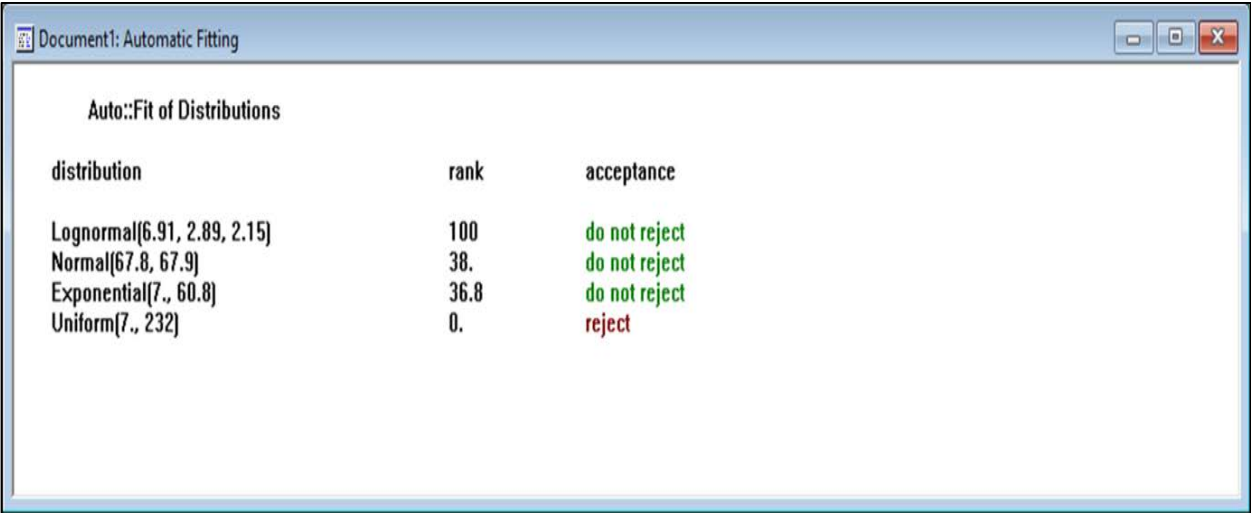 Document1: Automatic Fitting
Auto::Fit of Distributions
distribution rank acceptance
Lognormal(6.91, 2.89, 2.15) 100 do not reject
Normal(67.8, 67.9) 38. do not reject
Exponential(7., 60.8) 36.8 do not reject
Uniform(7., 232) 0. reject